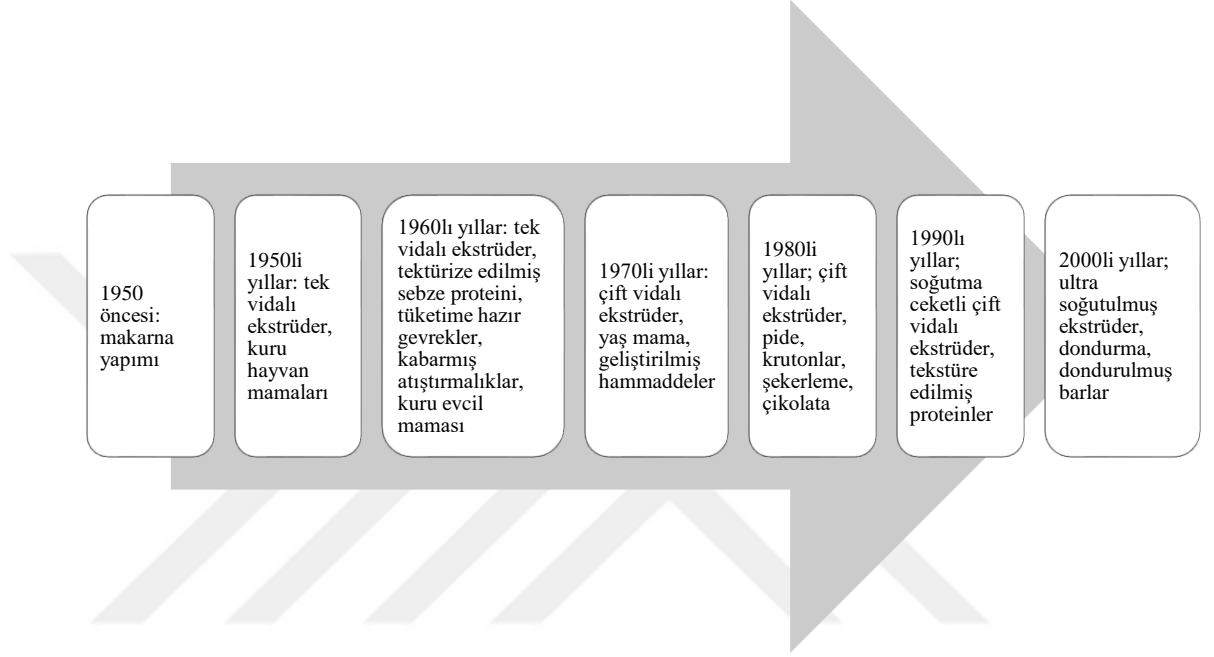 1950
öncesi:
makarna
yapımı
1950li
yıllar: tek
vidalı
ekstrüder,
kuru
hayvan
mamaları
1960lı yıllar: tek
vidalı ekstrüder,
tektürize edilmiş
sebze proteini,
tüketime hazır
gevrekler,
kabarmış
atıştırmalıklar,
kuru evcil
maması
1970li yıllar:
çift vidalı
ekstrüder,
yaş mama,
geliştirilmiş
hammaddeler
1980li
yıllar; çift
vidalı
ekstrüder,
pide,
krutonlar,
şekerleme,
çikolata
1990lı
yıllar;
soğutma
ceketli çift
vidalı
ekstrüder,
tekstüre
edilmiş
proteinler
2000li yıllar;
ultra
soğutulmuş
ekstrüder,
dondurma,
dondurulmuş
barlar